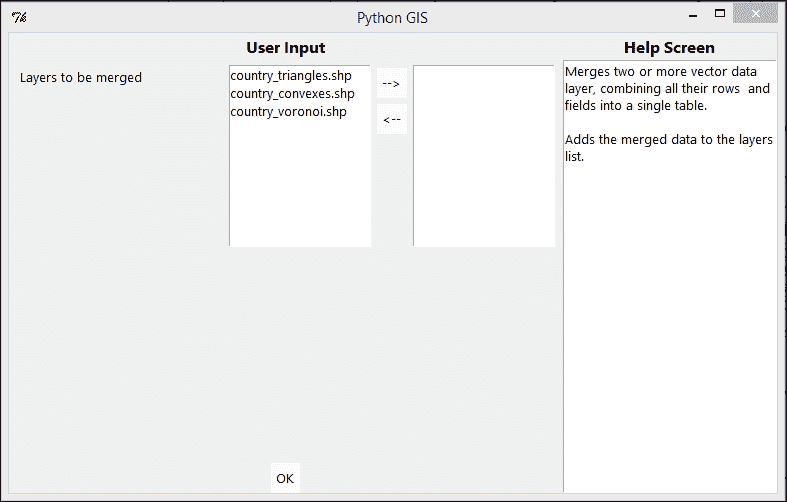 Python GIS
User Input
Help Screen
Layers to be merged
country_triangles.shp
country_convexes.shp
country_voronoi.shp
-->
<--
Merges two or more vector data
layer, combining all their rows and
fields into a single table.
Adds the merged data to the layers
list.
OK